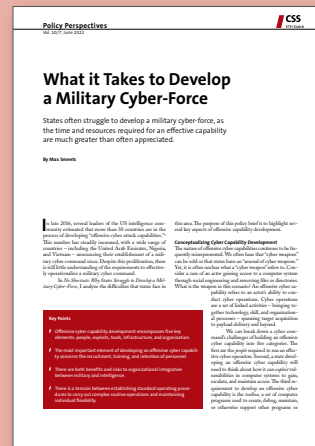 Policy Perspectives
Vol. 10/7, June 2022
CSS
ETH Zürich
What it Takes to Develop
a Military Cyber-Force
States often struggle to develop a military cyber-force, as
the time and resources required for an effective capability
are much greater than often appreciated.
By Max Smeets
In late 2016, several leaders of the US intelligence com-
munity estimated that more than 30 countries are in the
process of developing “offensive cyber attack capabilities.”¹
This number has steadily increased, with a wide range of
countries – including the United Arab Emirates, Nigeria,
and Vietnam – announcing their establishment of a mili-
tary cyber command since. Despite this proliferation, there
is still little understanding of the requirements to effective-
ly operationalize a military cyber command.
In No Shortcuts: Why States Struggle to Develop a Mili-
tary Cyber-Force, I analyze the difficulties that states face in
Key Points
Offensive cyber capability development encompasses five key
elements: people, exploits, tools, infrastructure, and organization.
The most important element of developing an offensive cyber capabili-
ty concerns the recruitment, training, and retention of personnel.
There are both benefits and risks to organizational integration
between military and intelligence.
There is a tension between establishing standard operating proce-
dures to carry out complex routine operations and maintaining
individual flexibility.
this area. The purpose of this policy brief is to highlight sev-
eral key aspects of offensive capability development.
Conceptualizing Cyber Capability Development
The nature of offensive cyber capabilities continues to be fre-
quently misrepresented. We often hear that “cyber weapons”
can be sold or that states have an “arsenal of cyber weapons.”
Yet, it is often unclear what a “cyber weapon” refers to. Con-
sider a case of an actor gaining access to a computer system
through social engineering and removing files or directories.
What is the weapon in this scenario? An offensive cyber ca-
pability refers to an actor's ability to con-
duct cyber operations. Cyber operations
are a set of linked activities – bringing to-
gether technology, skill, and organization-
al processes – spanning target acquisition
to payload delivery and beyond.
We can break down a cyber com-
mand's challenges of building an offensive
cyber capability into five categories. The
first are the people required to run an effec-
tive cyber operation. Second, a state devel-
oping an offensive cyber capability will
need to think about how it can exploit vul-
nerabilities in computer systems to gain,
escalate, and maintain access. The third re-
quirement to develop an offensive cyber
capability is the toolbox, a set of computer
programs used to create, debug, maintain,
or otherwise support other programs or